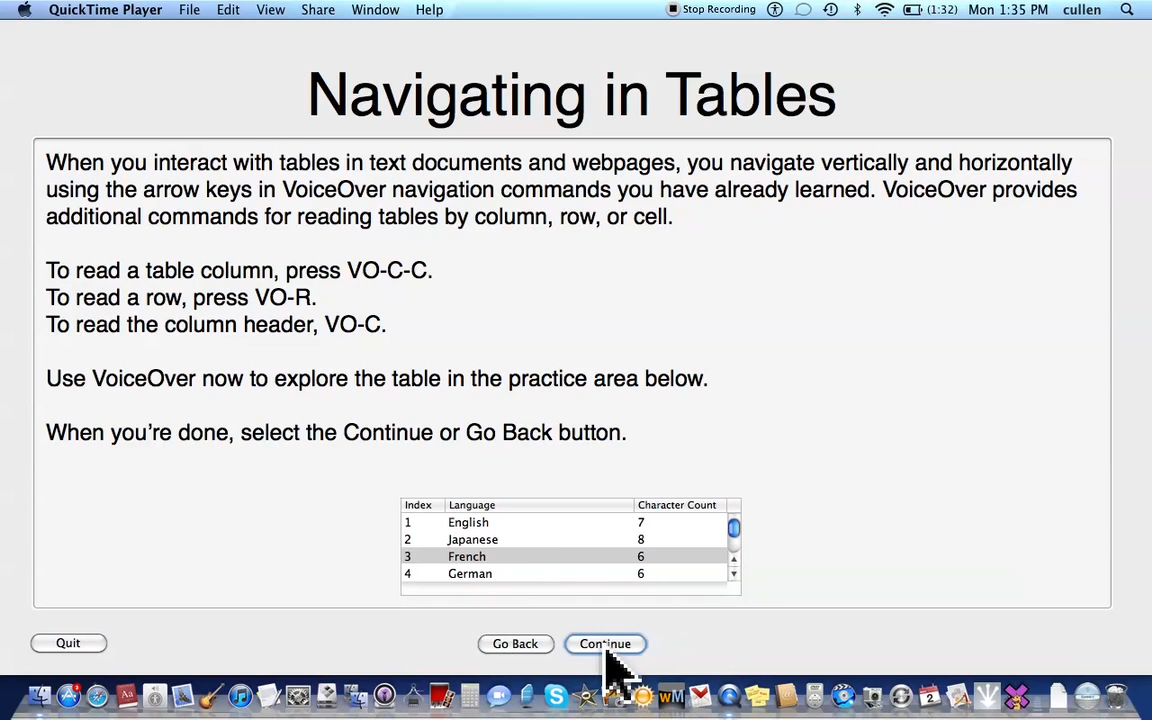 QuickTime Player File Edit View Share Window Help Stop Recording (1:32) Mon 1:35 PM cullen
Navigating in Tables
When you interact with tables in text documents and webpages, you navigate vertically and horizontally
using the arrow keys in VoiceOver navigation commands you have already learned. VoiceOver provides
additional commands for reading tables by column, row, or cell.
To read a table column, press VO-C-C.
To read a row, press VO-R.
To read the column header, VO-C.
Use VoiceOver now to explore the table in the practice area below.
When you're done, select the Continue or Go Back button.
Index Language Character Count
1 English 7
2 Japanese 8
3 French 6
4 German 6
Quit Go Back Continue